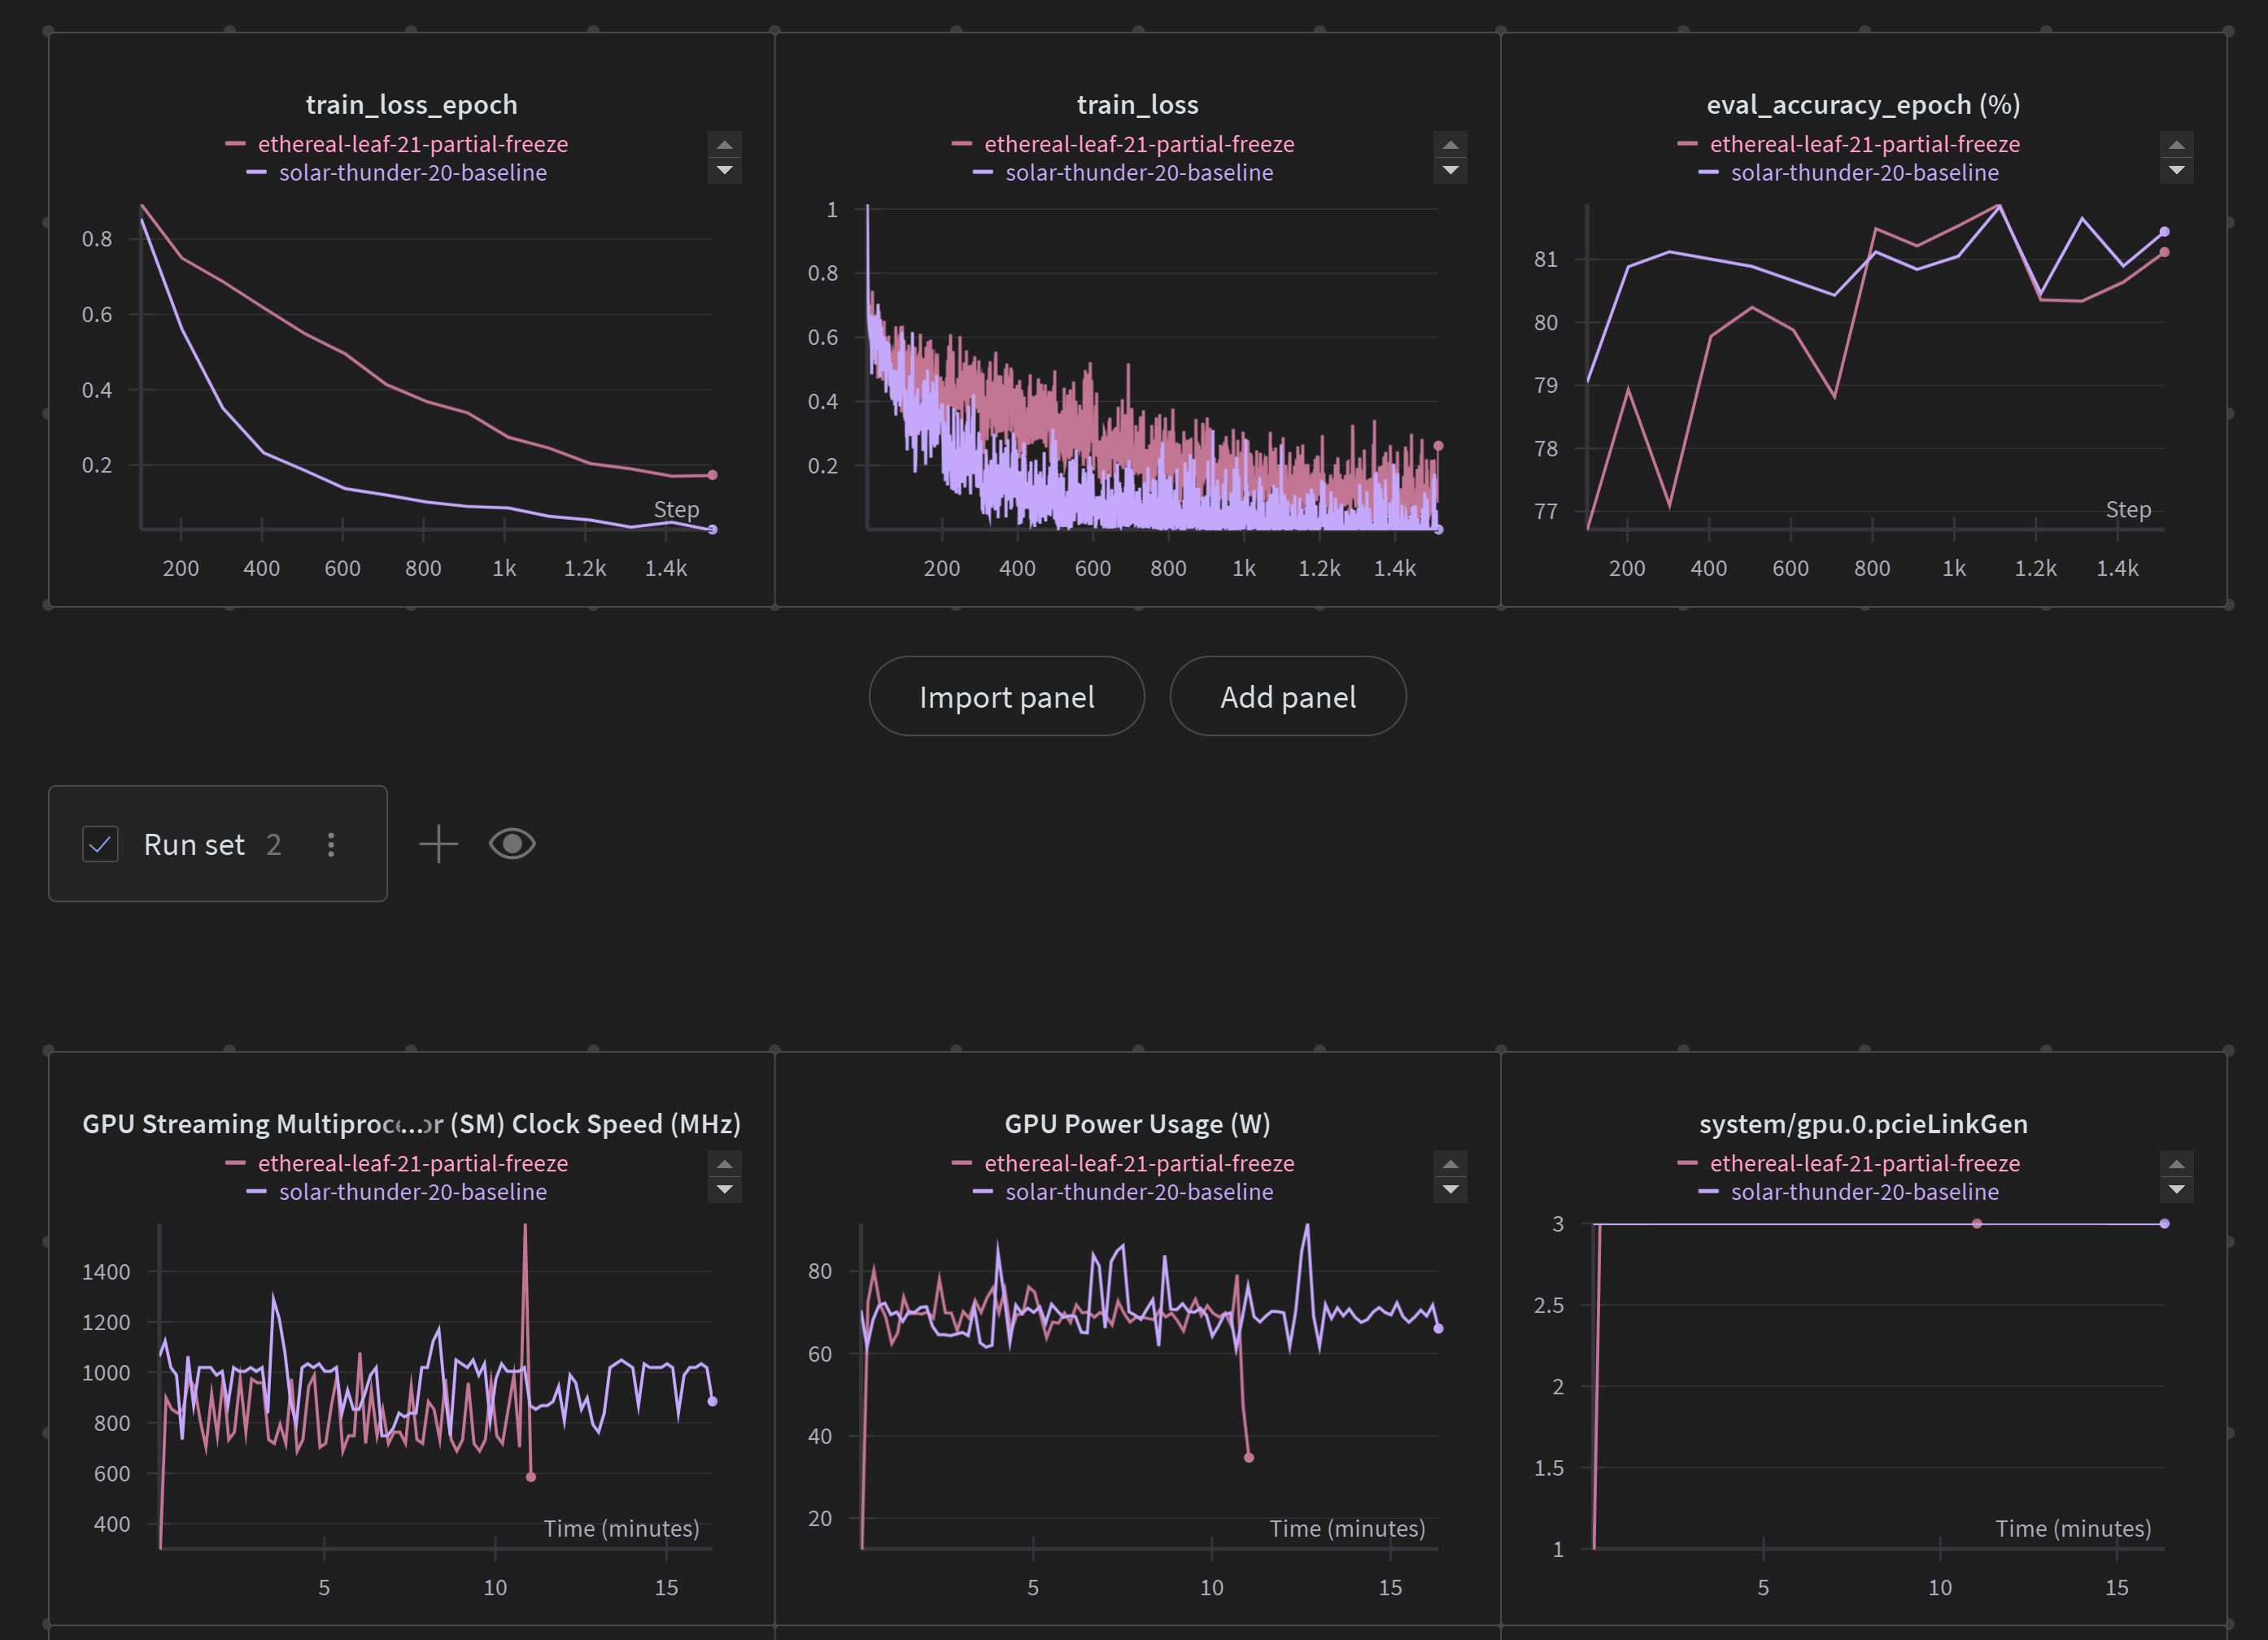 train_loss_epoch
ethereal-leaf-21-partial-freeze
solar-thunder-20-baseline
0.8
0.6
0.4
0.2
Step
200 400 600 800 1k 1.2k 1.4k
train_loss
ethereal-leaf-21-partial-freeze
solar-thunder-20-baseline
1
0.8
0.6
0.4
0.2
200 400 600 800 1k 1.2k 1.4k
eval_accuracy_epoch (%)
ethereal-leaf-21-partial-freeze
solar-thunder-20-baseline
81
80
79
78
77
Step
200 400 600 800 1k 1.2k 1.4k
Import panel
Add panel
Run set 2
GPU Streaming Multiproc...or (SM) Clock Speed (MHz)
ethereal-leaf-21-partial-freeze
solar-thunder-20-baseline
1400
1200
1000
800
600
400
Time (minutes)
5 10 15
GPU Power Usage (W)
ethereal-leaf-21-partial-freeze
solar-thunder-20-baseline
80
60
40
20
Time (minutes)
5 10 15
system/gpu.0.pcieLinkGen
ethereal-leaf-21-partial-freeze
solar-thunder-20-baseline
3
2.5
2
1.5
1
Time (minutes)
5 10 15